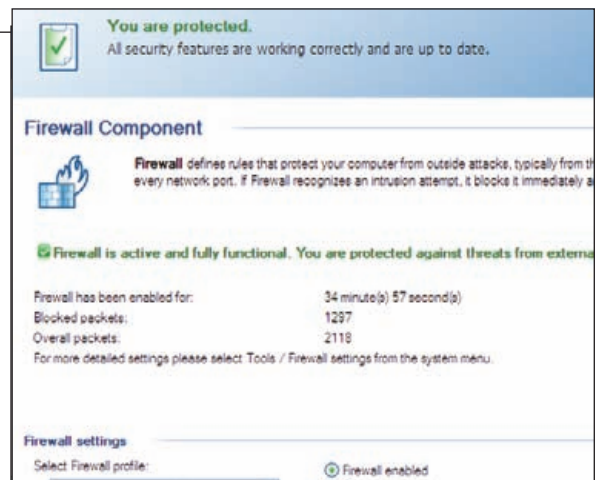 You are protected.
All security features are working correctly and are up to date.
Firewall Component
Firewall defines rules that protect your computer from outside attacks, typically from th
every network port. If Firewall recognizes an intrusion attempt, it blocks it immediately a
Firewall is active and fully functional. You are protected against threats from externa
Firewall has been enabled for: 34 minute(s) 57 second(s)
Blocked packets: 1297
Overall packets: 2118
For more detailed settings please select Tools / Firewall settings from the system menu.
Firewall settings
Select Firewall profile: Firewall enabled